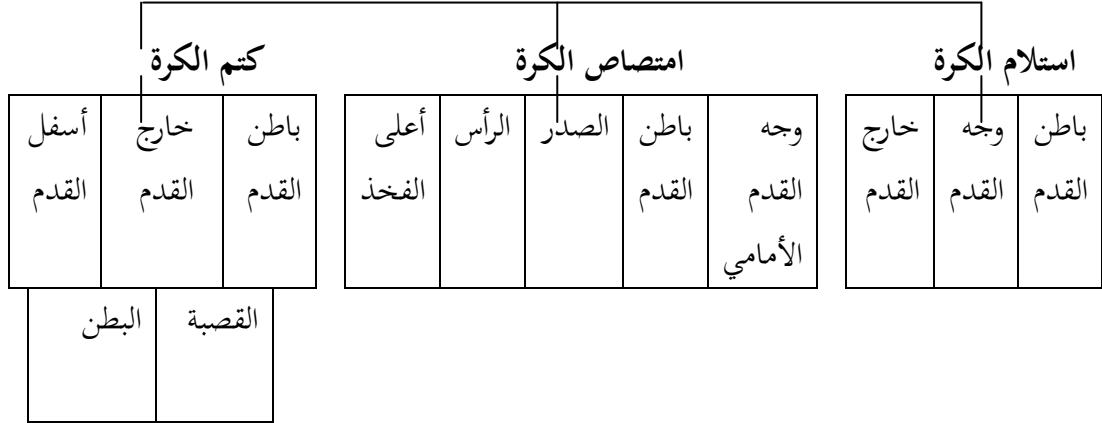 استلام الكرة
امتصاص الكرة
كتم الكرة
باطن
القدم
وجه
القدم
خارج
القدم
وجه
القدم
الأمامي
باطن
القدم
الصدر
الرأس
أعلى
الفخذ
باطن
القدم
خارج
القدم
أسفل
القدم
القصبة
البطن